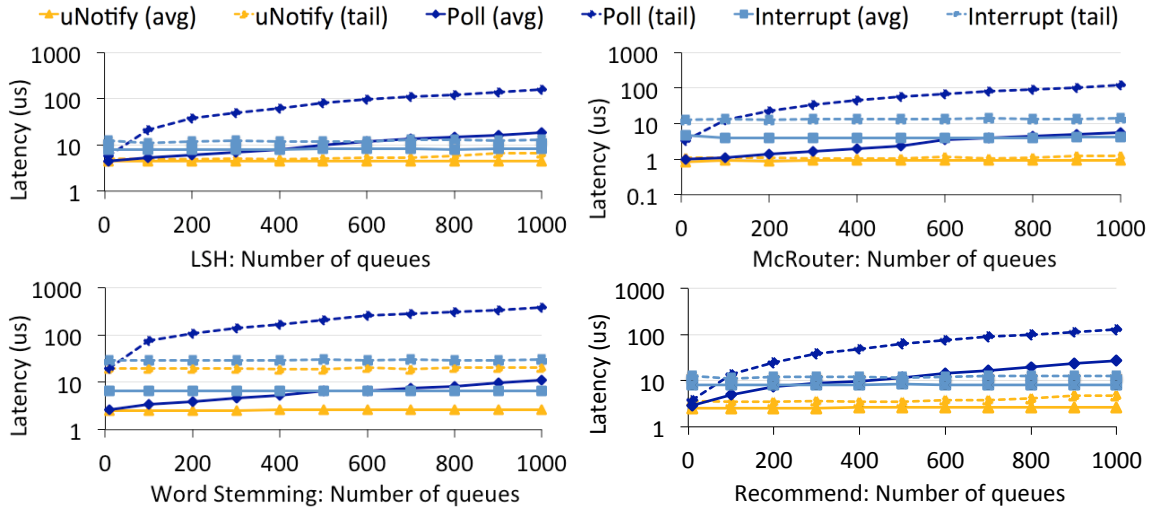 uNotify (avg) uNotify (tail) Poll (avg) Poll (tail) Interrupt (avg) Interrupt (tail)
Latency (us)
1000
100
10
1
0 200 400 600 800 1000
LSH: Number of queues
Latency (us)
1000
100
10
1
0.1
0 200 400 600 800 1000
McRouter: Number of queues
Latency (us)
1000
100
10
1
0 200 400 600 800 1000
Word Stemming: Number of queues
Latency (us)
1000
100
10
1
0 200 400 600 800 1000
Recommend: Number of queues